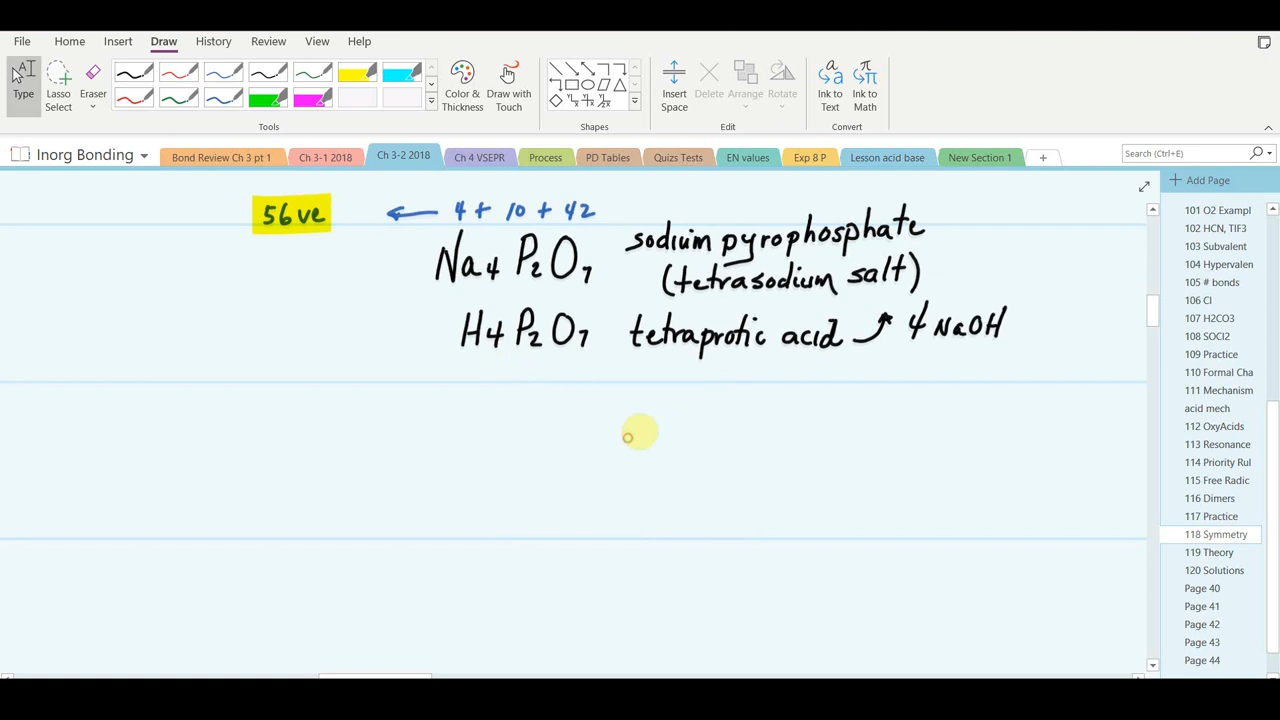 File Home Insert Draw History Review View Help
Type Lasso Select Eraser Color & Thickness Draw with Touch Insert Space Delete Arrange Rotate Ink to Text Ink to Math
Tools Shapes Edit Convert
Inorg Bonding Bond Review Ch 3 pt 1 Ch 3-1 2018 Ch 3-2 2018 Ch 4 VSEPR Process PD Tables Quizs Tests EN values Exp 8 P Lesson acid base New Section 1 + Search (Ctrl+E)
56 ve ← 4 + 10 + 42
Na₄ P₂ O₇ sodium pyrophosphate
(tetrasodium salt)
H₄ P₂ O₇ tetraprotic acid 4 NaOH
Add Page
101 O2 Exampl
102 HCN, TIF3
103 Subvalent
104 Hypervalen
105 # bonds
106 CI
107 H2CO3
108 SOCI2
109 Practice
110 Formal Cha
111 Mechanism
acid mech
112 OxyAcids
113 Resonance
114 Priority Rul
115 Free Radic
116 Dimers
117 Practice
118 Symmetry
119 Theory
120 Solutions
Page 40
Page 41
Page 42
Page 43
Page 44